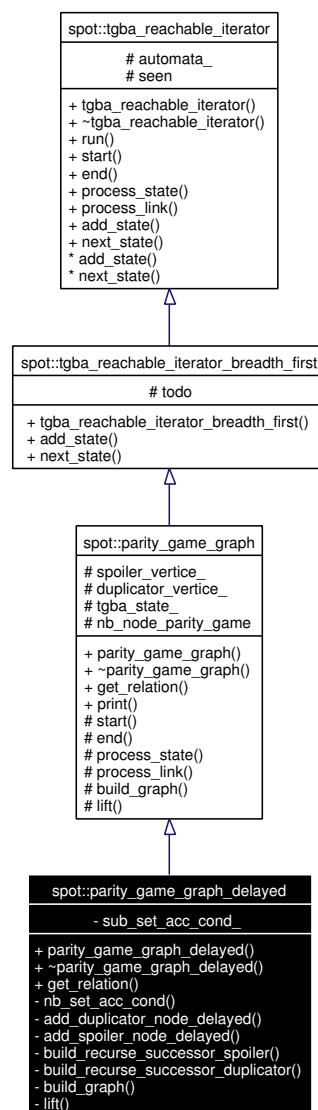 spot::tgba_reachable_iterator
# automata_
# seen
+ tgba_reachable_iterator()
+ ~tgba_reachable_iterator()
+ run()
+ start()
+ end()
+ process_state()
+ process_link()
+ add_state()
+ next_state()
* add_state()
* next_state()
spot::tgba_reachable_iterator_breadth_first
# todo
+ tgba_reachable_iterator_breadth_first()
+ add_state()
+ next_state()
spot::parity_game_graph
# spoiler_vertice_
# duplicator_vertice_
# tgba_state_
# nb_node_parity_game
+ parity_game_graph()
+ ~parity_game_graph()
+ get_relation()
+ print()
# start()
# end()
# process_state()
# process_link()
# build_graph()
# lift()
spot::parity_game_graph_delayed
- sub_set_acc_cond_
+ parity_game_graph_delayed()
+ ~parity_game_graph_delayed()
+ get_relation()
- nb_set_acc_cond()
- add_duplicator_node_delayed()
- add_spoiler_node_delayed()
- build_recurse_successor_spoiler()
- build_recurse_successor_duplicator()
- build_graph()
- lift()